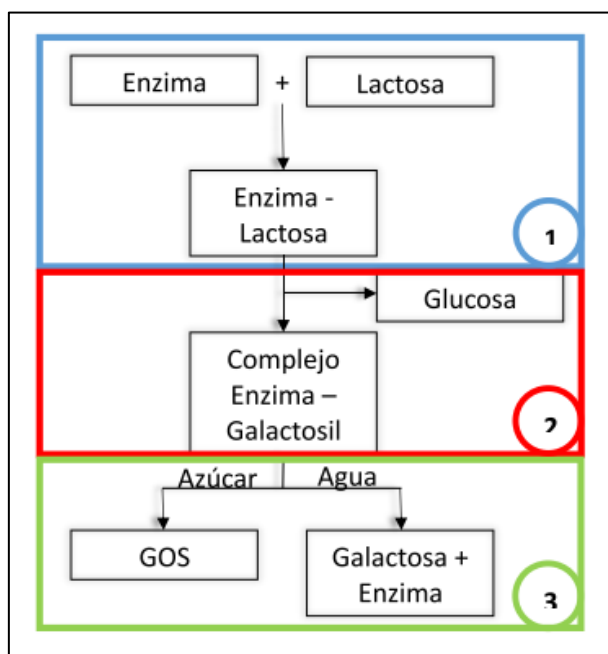 Enzima + Lactosa
Enzima -
Lactosa
1
Glucosa
Complejo
Enzima –
Galactosil
2
Azúcar Agua
GOS
Galactosa +
Enzima
3